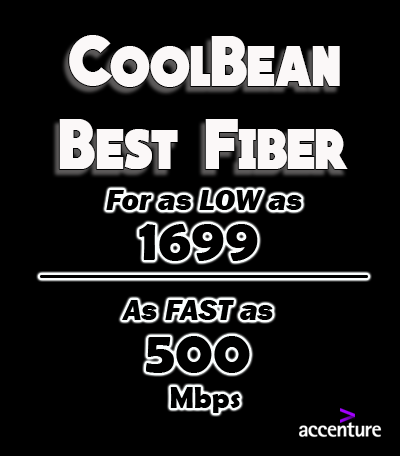 CoolBean
Best Fiber
For as LOW as
1699
As FAST as
500
Mbps
accenture